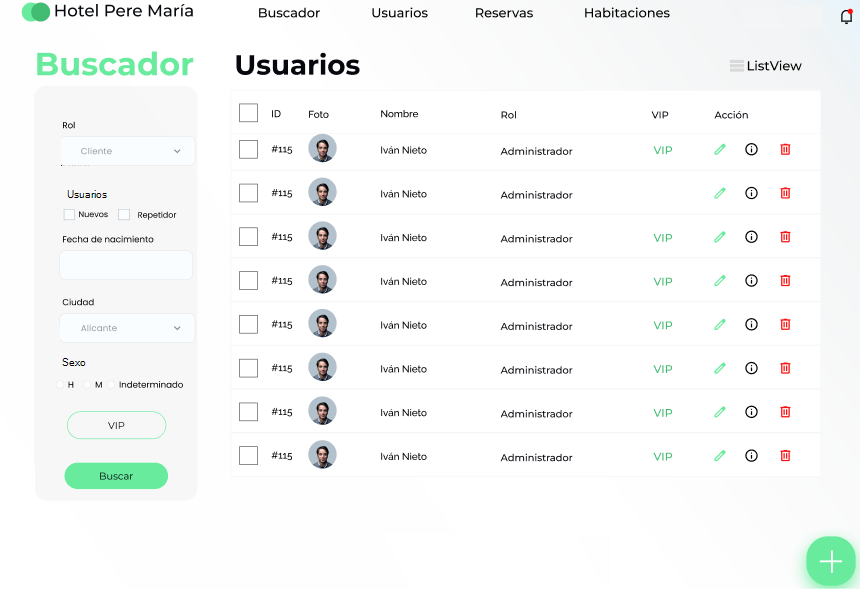 Hotel Pere María
Buscador Usuarios Reservas Habitaciones
Buscador
Rol
Cliente
Usuarios
Nuevos Repetidor
Fecha de nacimiento
Ciudad
Alicante
Sexo
H M Indeterminado
VIP
Buscar
Usuarios
ListView
ID Foto Nombre Rol VIP Acción
#115 Iván Nieto Administrador VIP
#115 Iván Nieto Administrador
#115 Iván Nieto Administrador VIP
#115 Iván Nieto Administrador VIP
#115 Iván Nieto Administrador VIP
#115 Iván Nieto Administrador VIP
#115 Iván Nieto Administrador VIP
#115 Iván Nieto Administrador VIP